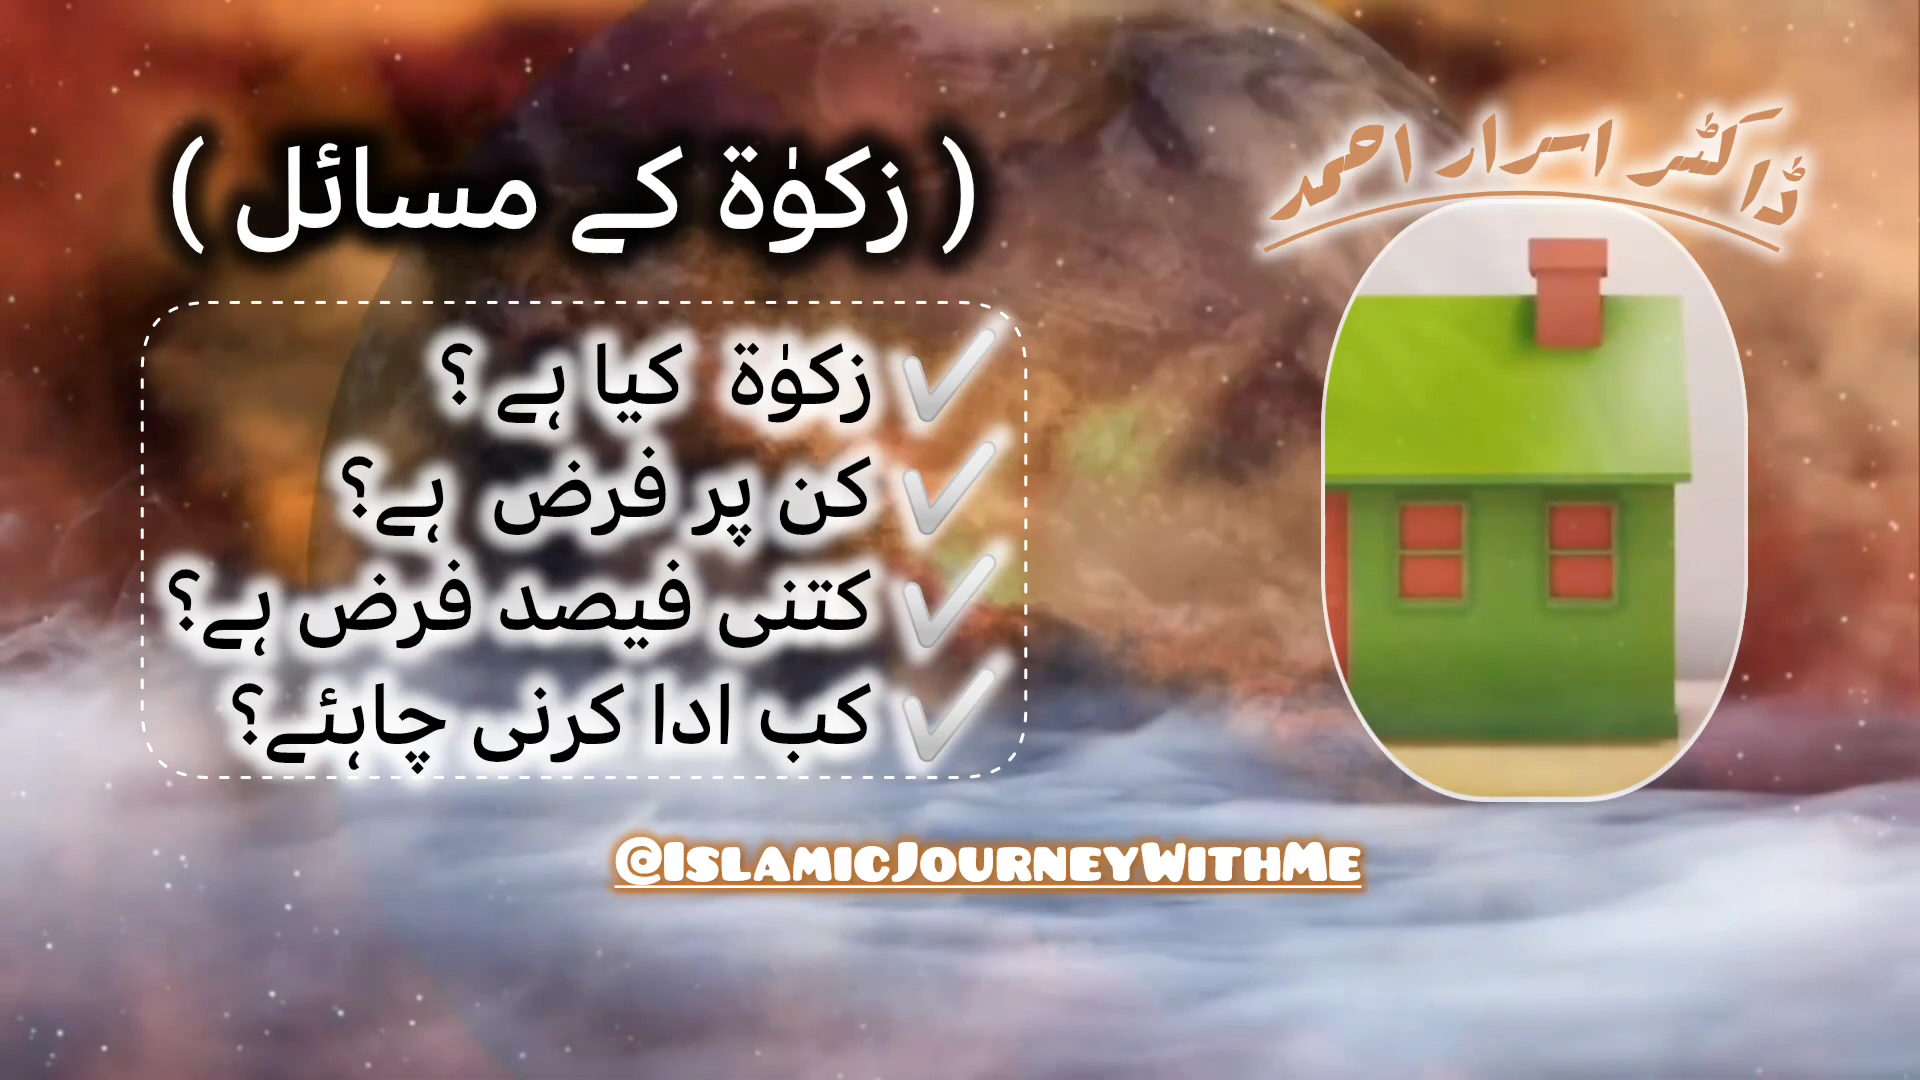 ڈاکٹر اسرار احمد
( زکوٰۃ کے مسائل )
✔ زکوٰۃ کیا ہے ؟
✔ کن پر فرض ہے؟
✔ کتنی فیصد فرض ہے؟
✔ کب ادا کرنی چاہئے؟
@IslamicJourneyWithMe